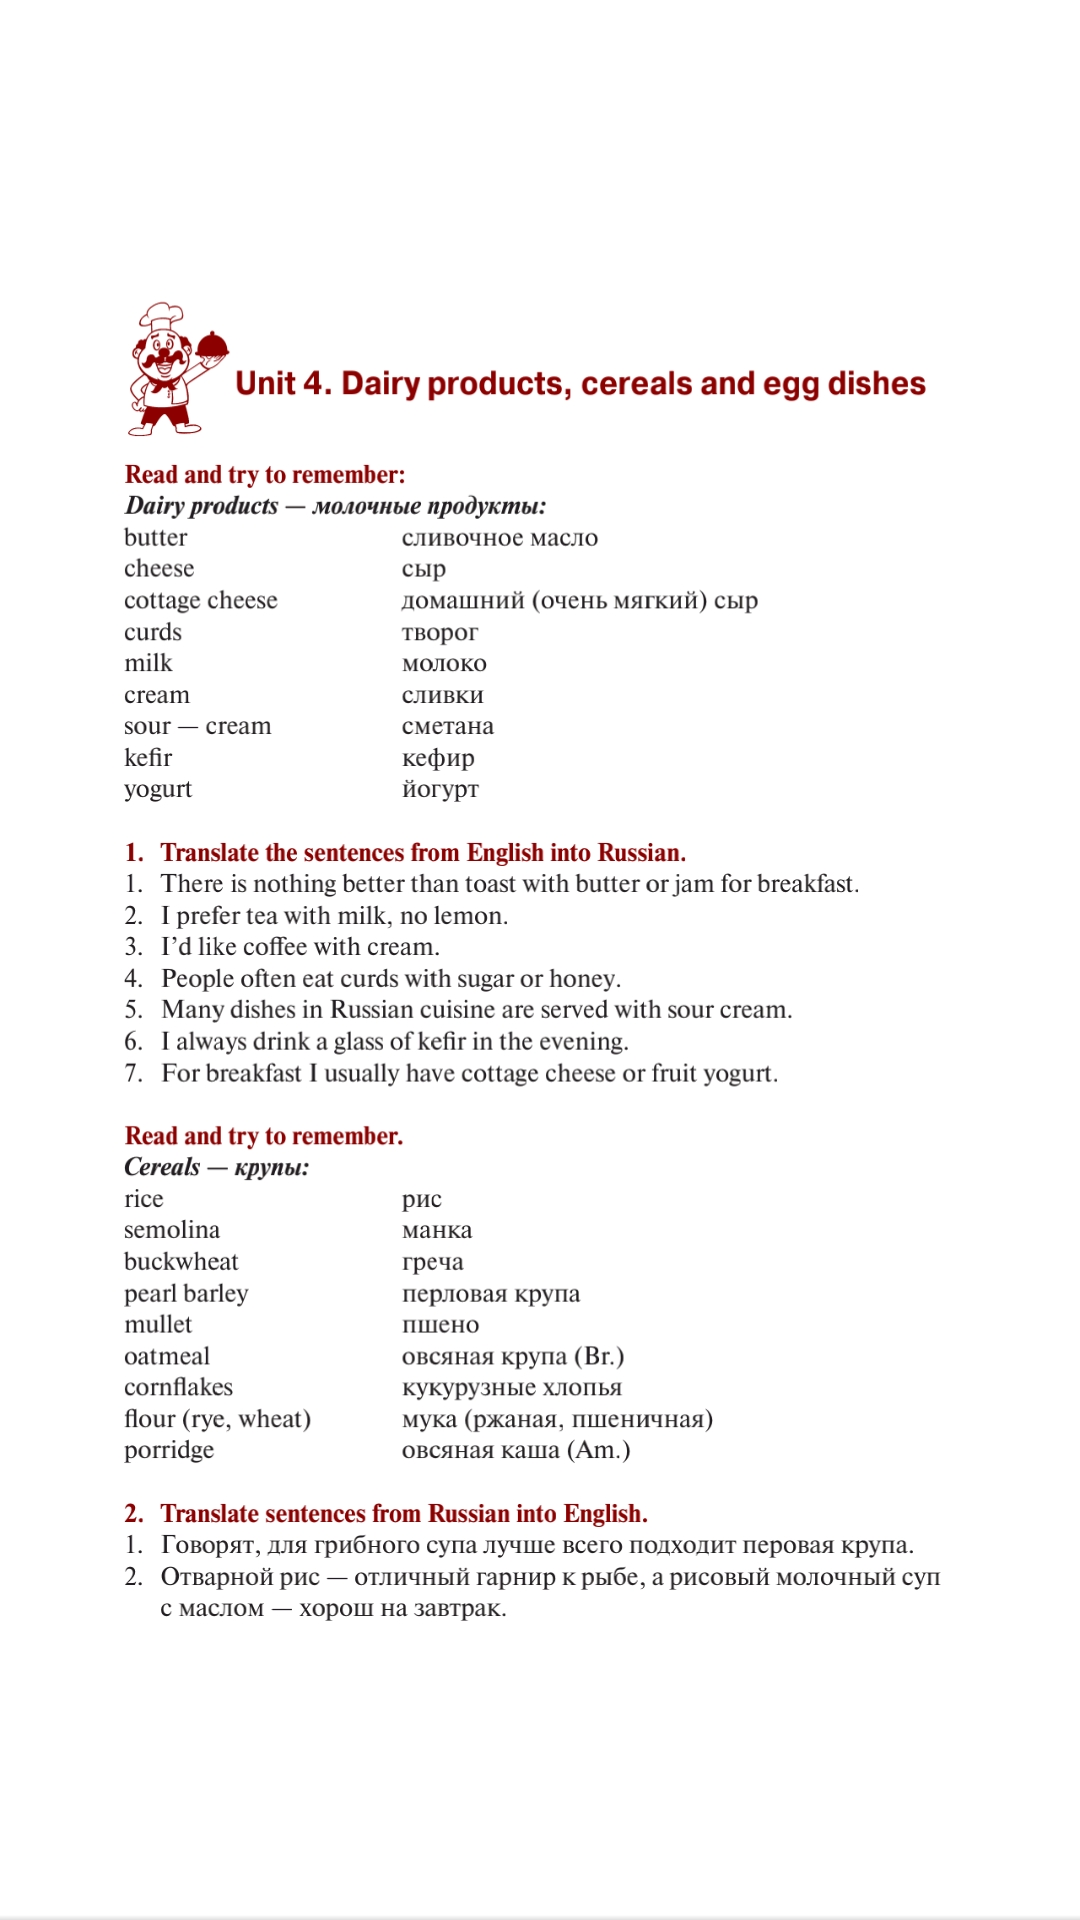 Unit 4. Dairy products, cereals and egg dishes
Read and try to remember:
Dairy products — молочные продукты:
butter сливочное масло
cheese сыр
cottage cheese домашний (очень мягкий) сыр
curds творог
milk молоко
cream сливки
sour — cream сметана
kefir кефир
yogurt йогурт
1. Translate the sentences from English into Russian.
1. There is nothing better than toast with butter or jam for breakfast.
2. I prefer tea with milk, no lemon.
3. I’d like coffee with cream.
4. People often eat curds with sugar or honey.
5. Many dishes in Russian cuisine are served with sour cream.
6. I always drink a glass of kefir in the evening.
7. For breakfast I usually have cottage cheese or fruit yogurt.
Read and try to remember.
Cereals — крупы:
rice рис
semolina манка
buckwheat греча
pearl barley перловая крупа
mullet пшено
oatmeal овсяная крупа (Br.)
cornflakes кукурузные хлопья
flour (rye, wheat) мука (ржаная, пшеничная)
porridge овсяная каша (Am.)
2. Translate sentences from Russian into English.
1. Говорят, для грибного супа лучше всего подходит перовая крупа.
2. Отварной рис — отличный гарнир к рыбе, а рисовый молочный суп
с маслом — хорош на завтрак.